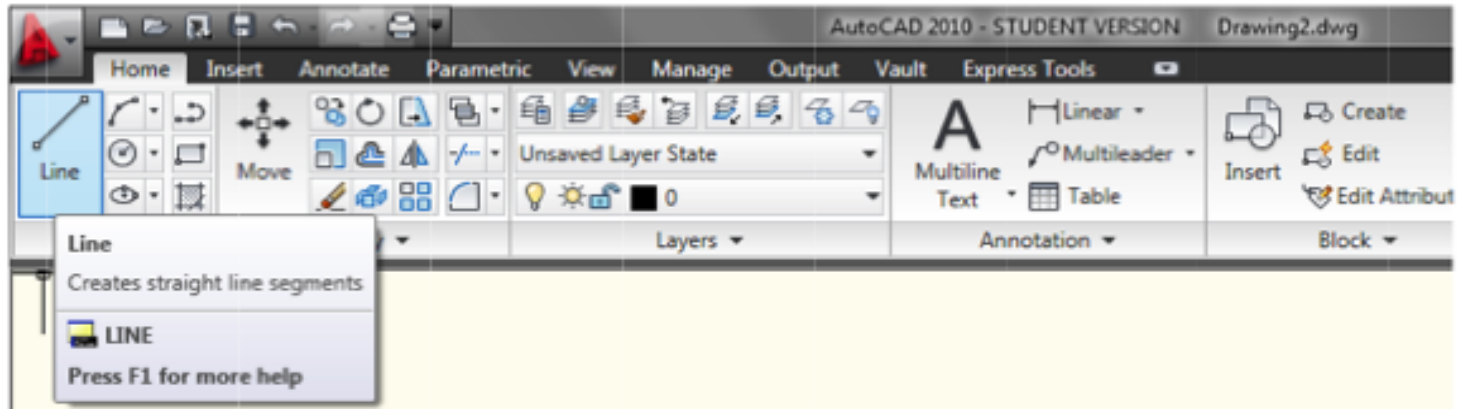 AutoCAD 2010 - STUDENT VERSION Drawing2.dwg
Home Insert Annotate Parametric View Manage Output Vault Express Tools
Line
Move
Unsaved Layer State
0
Layers
Multiline
Text
Linear
Multileader
Table
Annotation
Insert
Create
Edit
Edit Attribut
Block
Line
Creates straight line segments
LINE
Press F1 for more help